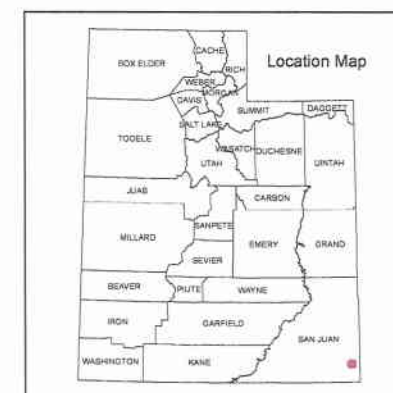 Location Map
CACHE
BOX ELDER
RICH
WEBER
MORGAN
DAVIS
SUMMIT
DAGGETT
SALT LAKE
TOOELE
WASATCH
DUCHESNE
UTAH
UINTAH
JUAB
CARBON
SANPETE
MILLARD
EMERY
GRAND
SEVIER
BEAVER
PIUTE
WAYNE
IRON
GARFIELD
SAN JUAN
WASHINGTON
KANE